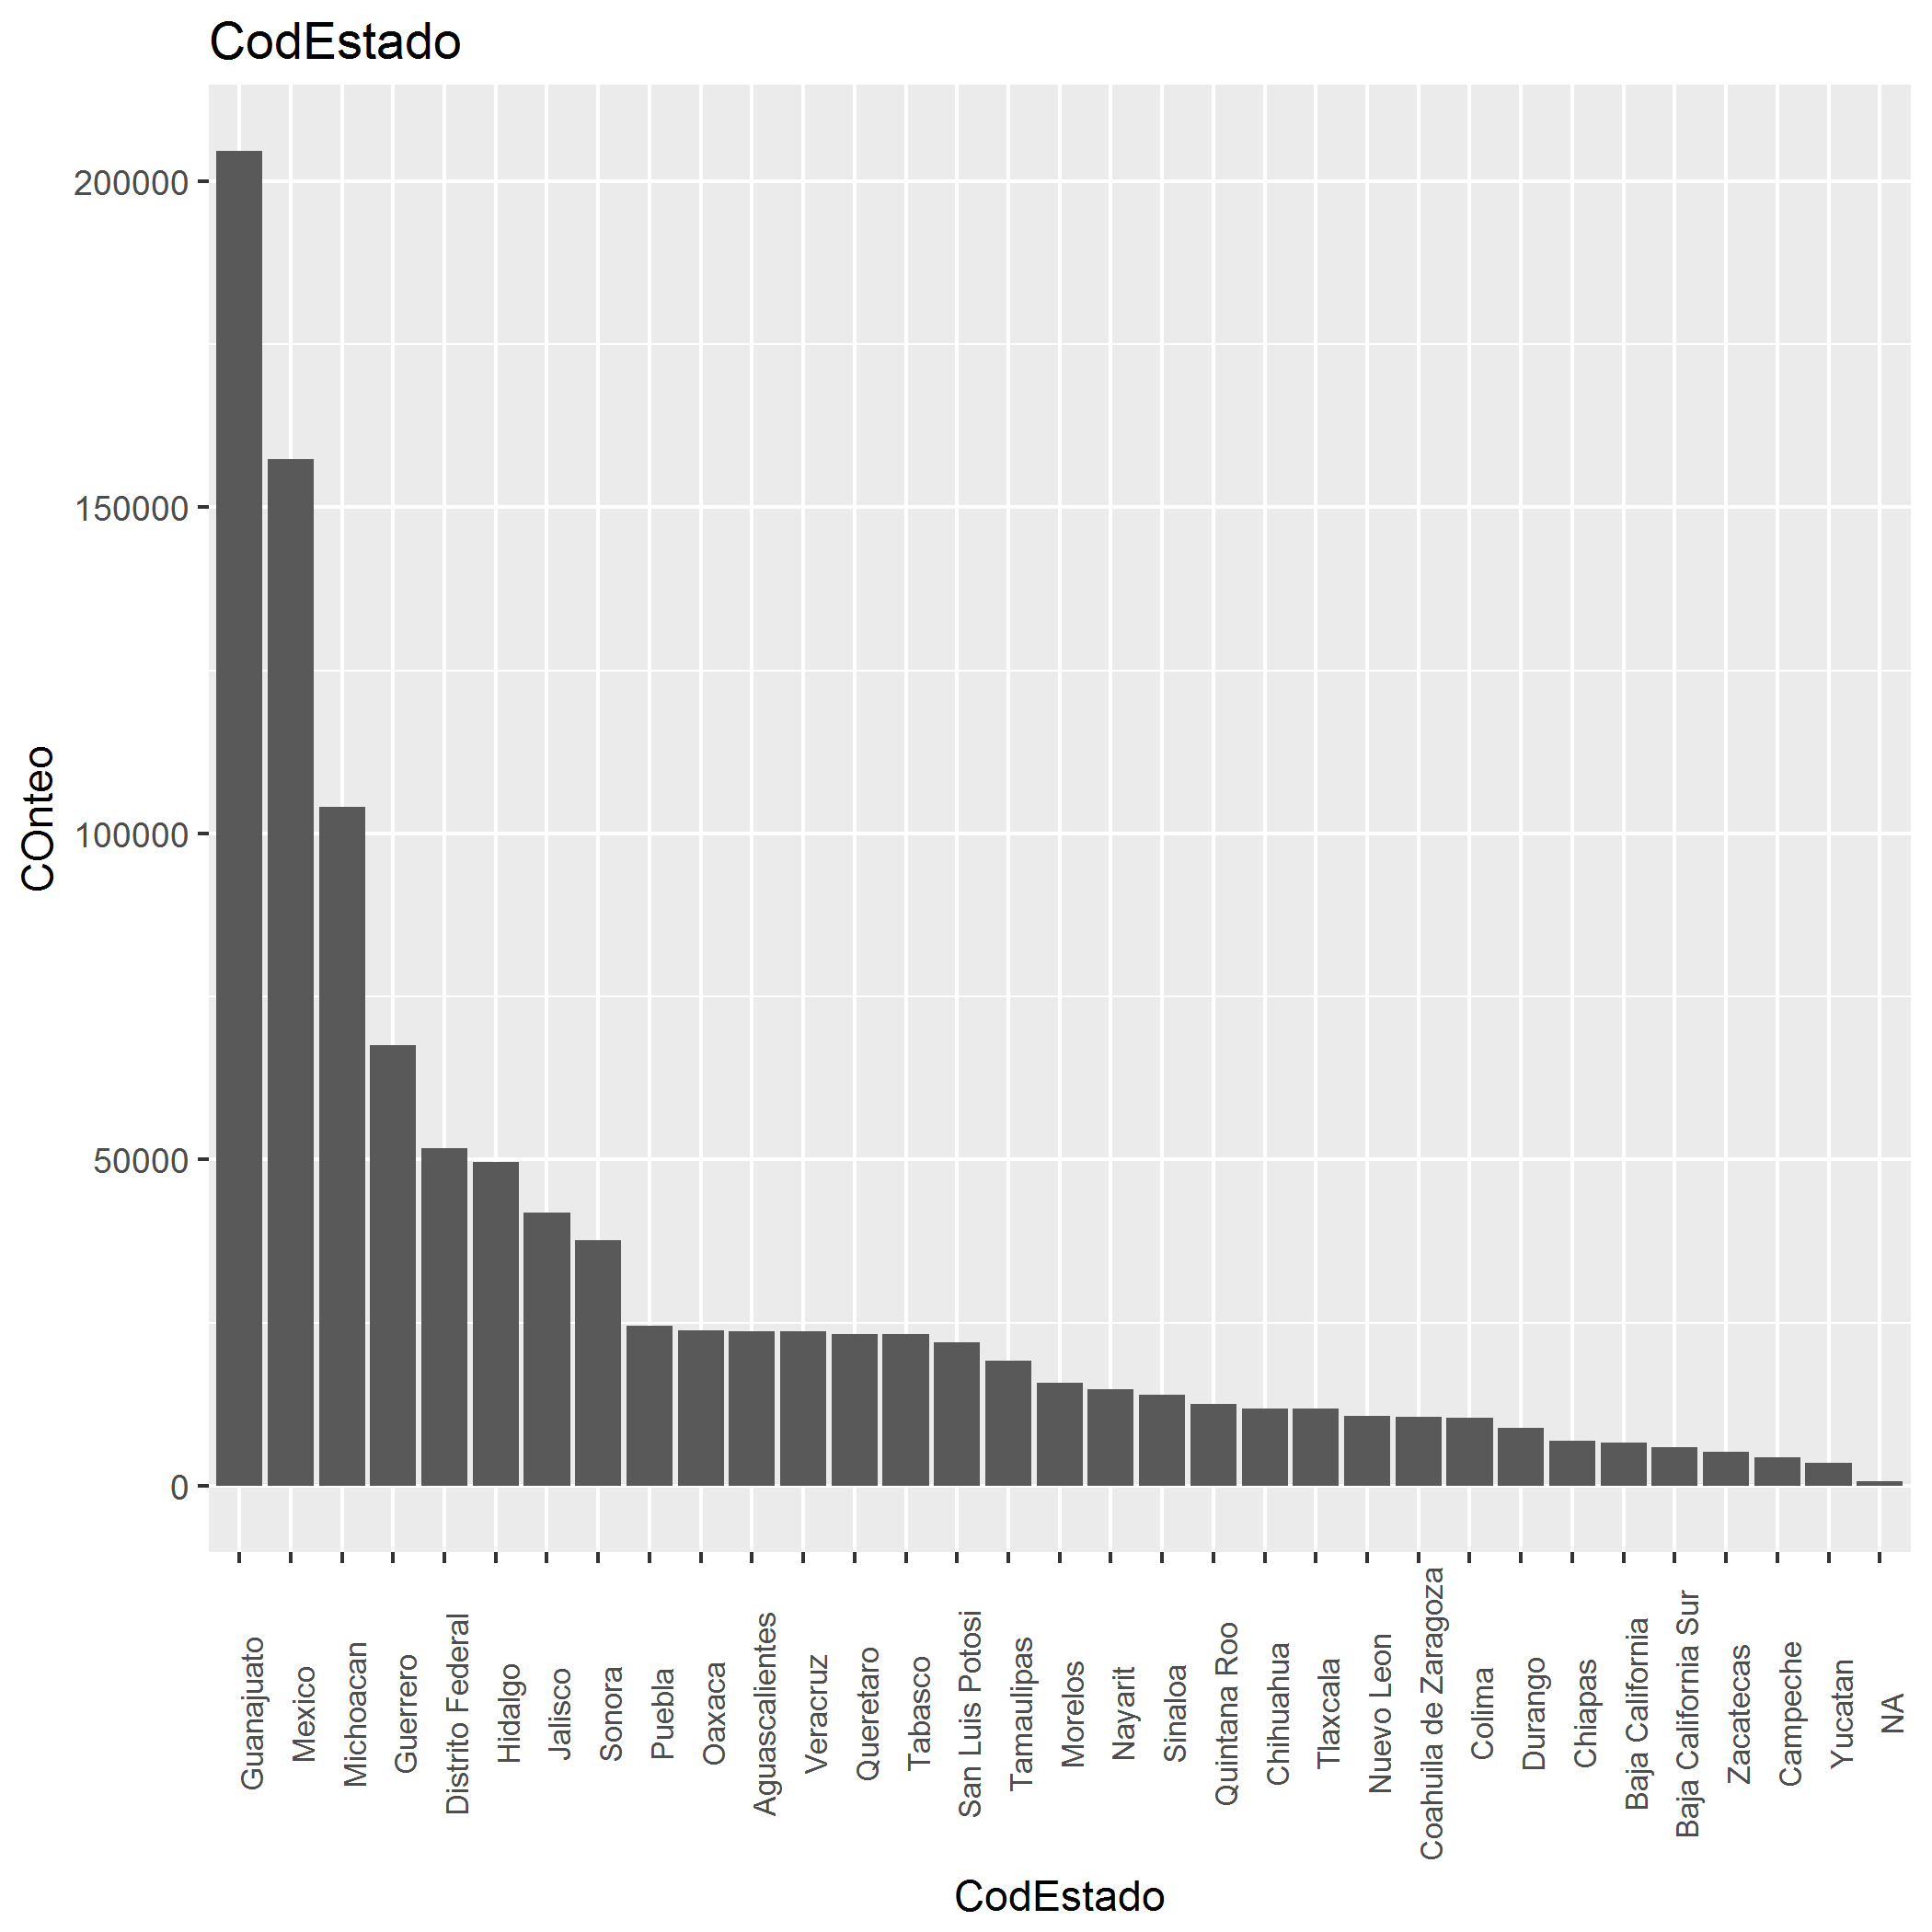 CodEstado
COnteo
200000
150000
100000
50000
0
Guanajuato
Mexico
Michoacan
Guerrero
Distrito Federal
Hidalgo
Jalisco
Sonora
Puebla
Oaxaca
Aguascalientes
Veracruz
Queretaro
Tabasco
San Luis Potosi
Tamaulipas
Morelos
Nayarit
Sinaloa
Quintana Roo
Chihuahua
Tlaxcala
Nuevo Leon
Coahuila de Zaragoza
Colima
Durango
Chiapas
Baja California
Baja California Sur
Zacatecas
Campeche
Yucatan
NA
CodEstado